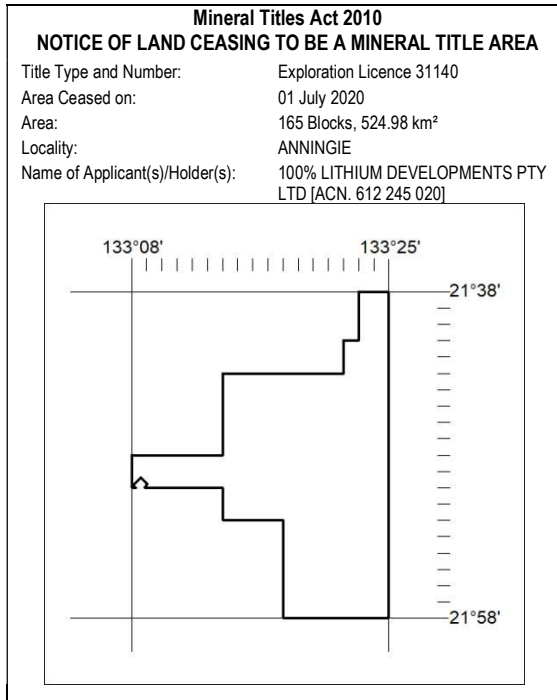 Mineral Titles Act 2010
NOTICE OF LAND CEASING TO BE A MINERAL TITLE AREA
Title Type and Number: Exploration Licence 31140
Area Ceased on: 01 July 2020
Area: 165 Blocks, 524.98 km²
Locality: ANNINGIE
Name of Applicant(s)/Holder(s): 100% LITHIUM DEVELOPMENTS PTY
LTD [ACN. 612 245 020]
133°08' 133°25'
21°38'
21°58'